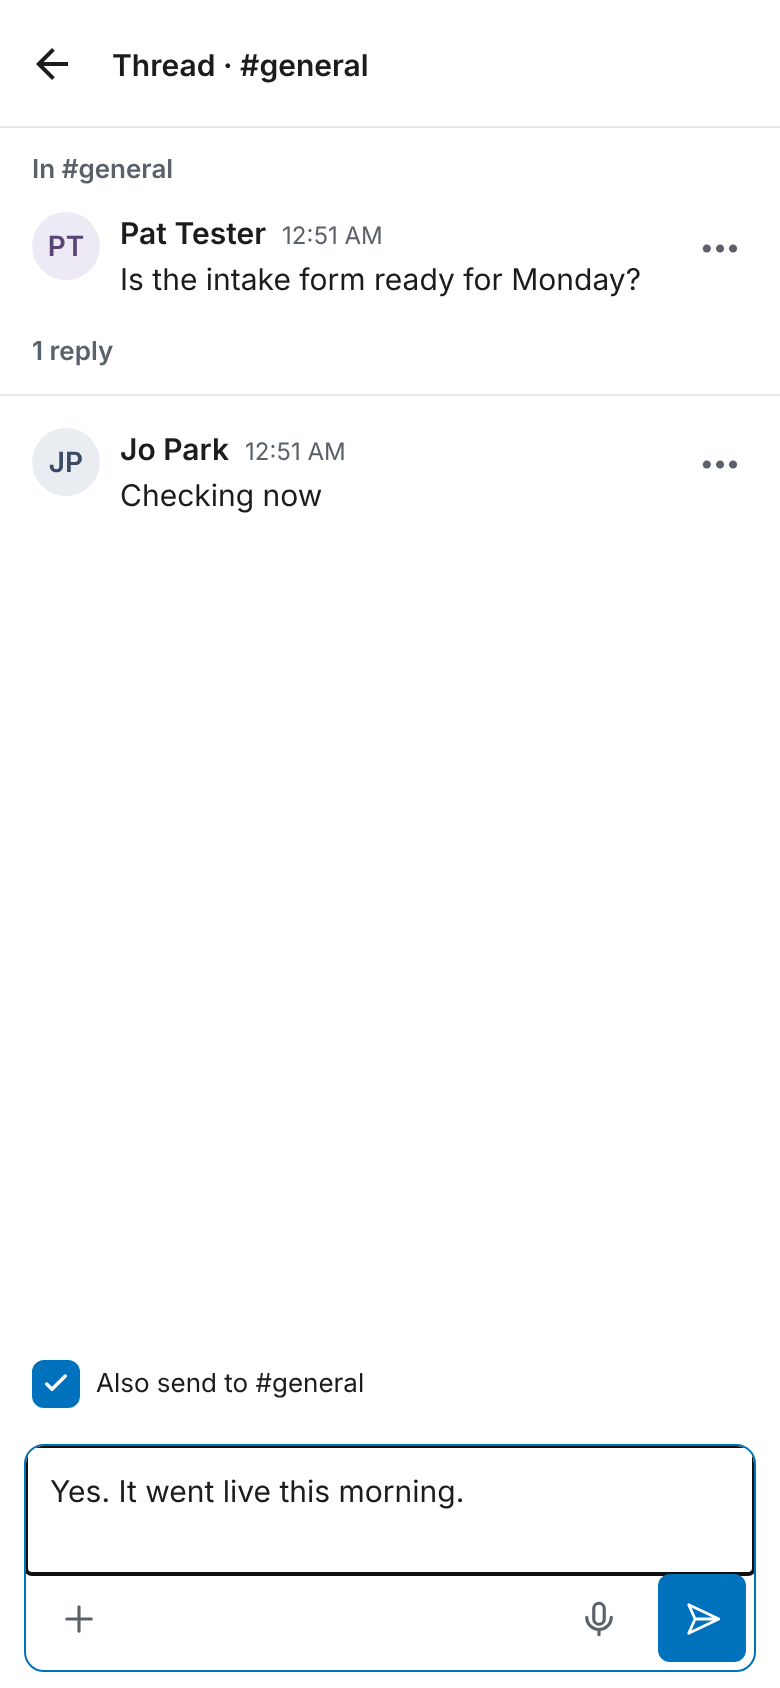 Thread · #general
In #general
PT
Pat Tester 12:51 AM
Is the intake form ready for Monday?
1 reply
JP
Jo Park 12:51 AM
Checking now
Also send to #general
Yes. It went live this morning.